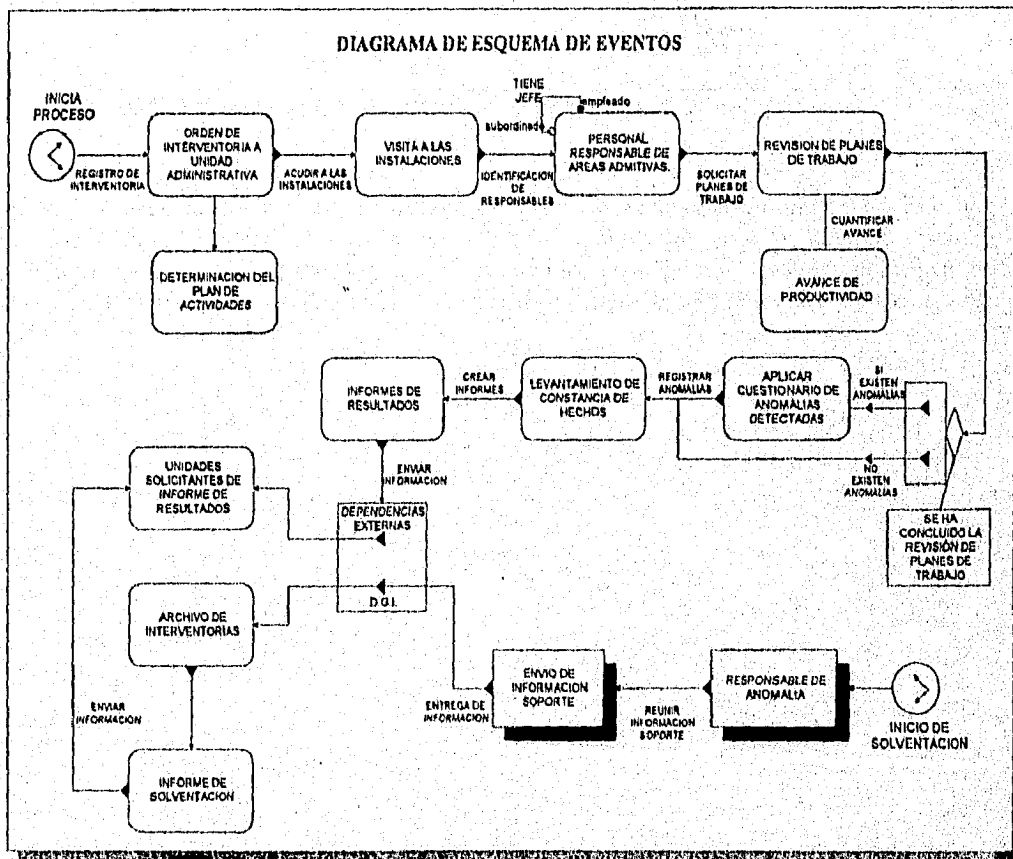 DIAGRAMA DE ESQUEMA DE EVENTOS
INICIA
PROCESO
REGISTRO DE
INTERVENTORIA
ORDEN DE
INTERVENTORIA A
UNIDAD
ADMINISTRATIVA
ACUDIR A LAS
INSTALACIONES
VISITA A LAS
INSTALACIONES
IDENTIFICACION
DE
RESPONSABLES
TIENE
JEFE
empleado
subordinado
PERSONAL
RESPONSABLE DE
AREAS ADMITIVAS.
SOLICITAR
PLANES DE
TRABAJO
REVISION DE PLANES
DE TRABAJO
CUANTIFICAR
AVANCE
DETERMINACION DEL
PLAN DE
ACTIVIDADES
AVANCE DE
PRODUCTIVIDAD
INFORMES DE
RESULTADOS
CREAR
INFORMES
LEVANTAMIENTO DE
CONSTANCIA DE
HECHOS
REGISTRAR
ANOMALIAS
APLICAR
CUESTIONARIO DE
ANOMALIAS
DETECTADAS
SI
EXISTEN
ANOMALIAS
NO
EXISTEN
ANOMALIAS
SE HA
CONCLUIDO LA
REVISIÓN DE
PLANES DE
TRABAJO
ENVIAR
INFORMACION
UNIDADES
SOLICITANTES DE
INFORME DE
RESULTADOS
DEPENDENCIAS
EXTERNAS
D.G.I.
ARCHIVO DE
INTERVENTORIAS
ENVIAR
INFORMACION
INFORME DE
SOLVENTACION
ENTREGA DE
INFORMACION
ENVIO DE
INFORMACION
SOPORTE
REUNIR
INFORMACION
SOPORTE
RESPONSABLE DE
ANOMALIA
INICIO DE
SOLVENTACION